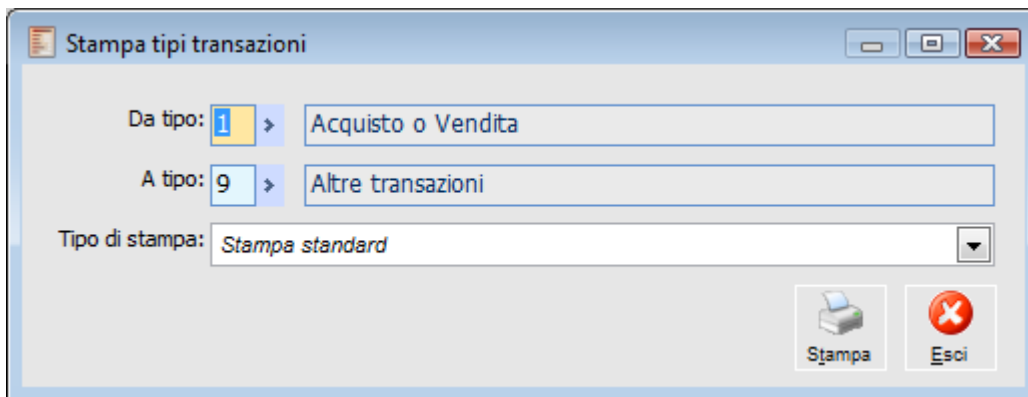 Stampa tipi transazioni
Da tipo: 1 Acquisto o Vendita
A tipo: 9 Altre transazioni
Tipo di stampa: Stampa standard
Stampa Esci